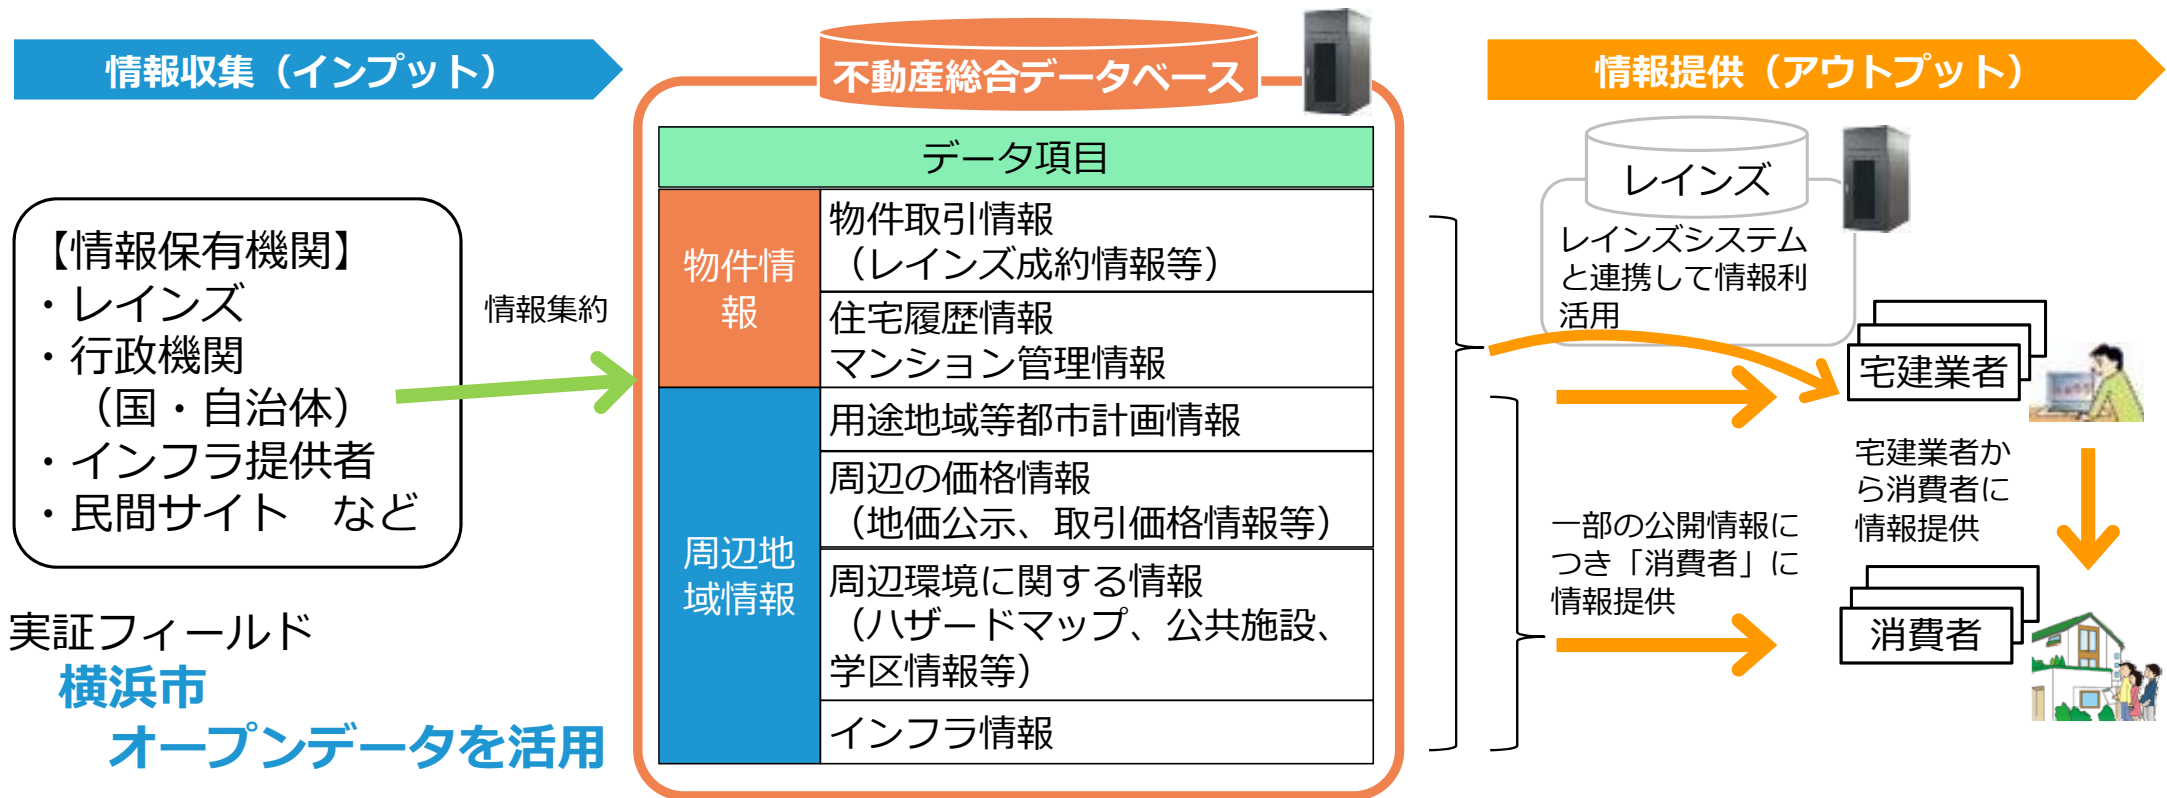 情報収集（インプット）
不動産総合データベース
情報提供（アウトプット）
【情報保有機関】
・レインズ
・行政機関
（国・自治体）
・インフラ提供者
・民間サイト　など
情報集約
実証フィールド
横浜市
オープンデータを活用
データ項目
物件情
報
物件取引情報
（レインズ成約情報等）
住宅履歴情報
マンション管理情報
周辺地
域情報
用途地域等都市計画情報
周辺の価格情報
（地価公示、取引価格情報等）
周辺環境に関する情報
（ハザードマップ、公共施設、
学区情報等）
インフラ情報
レインズ
レインズシステム
と連携して情報利
活用
宅建業者
宅建業者か
ら消費者に
情報提供
一部の公開情報に
つき「消費者」に
情報提供
消費者